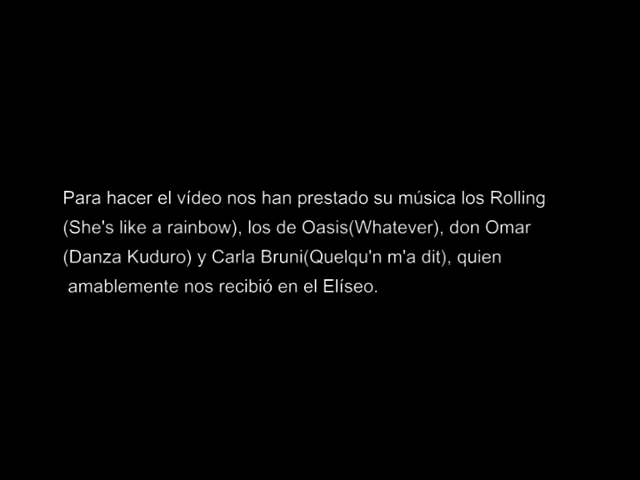 Para hacer el vídeo nos han prestado su música los Rolling
(She's like a rainbow), los de Oasis(Whatever), don Omar
(Danza Kuduro) y Carla Bruni(Quelqu'n m'a dit), quien
amablemente nos recibió en el Elíseo.